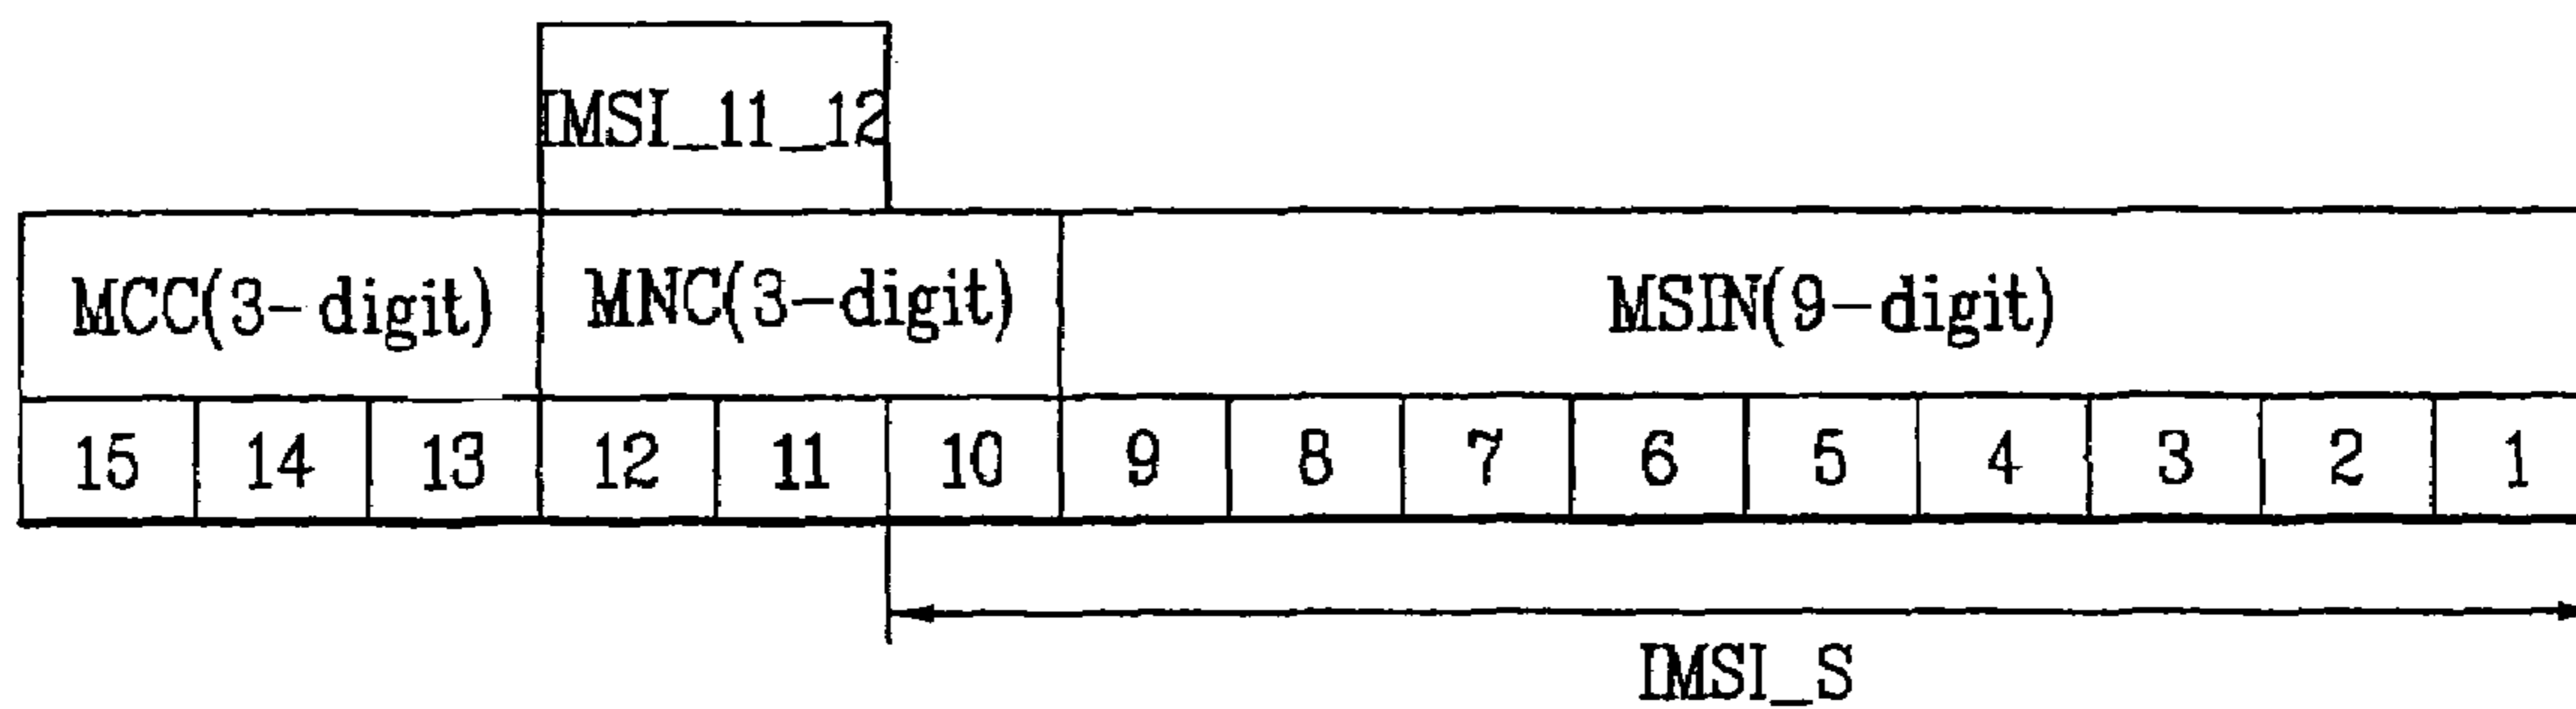 IMSI_11_12
MCC(3-digit) MNC(3-digit) MSIN(9-digit)
15 14 13 12 11 10 9 8 7 6 5 4 3 2 1
IMSI_S